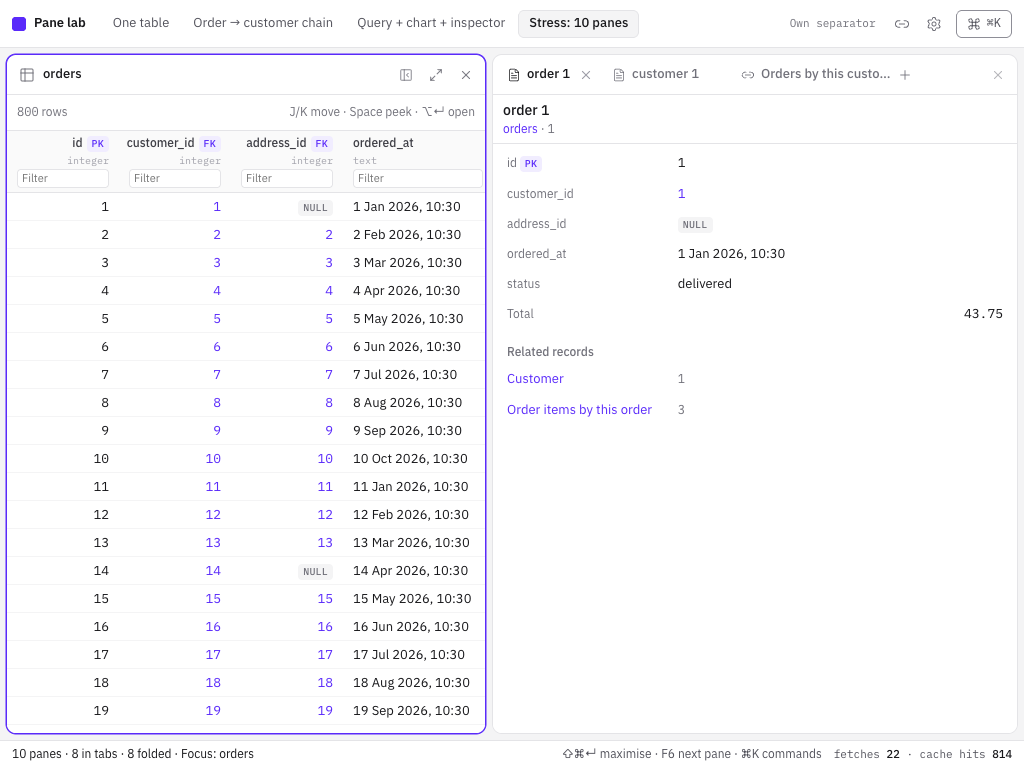 Pane lab One table Order → customer chain Query + chart + inspector Stress: 10 panes Own separator ⌘ ⌘K
orders
800 rows J/K move · Space peek · ⌥↵ open
id PK customer_id FK address_id FK ordered_at
integer integer integer text
Filter Filter Filter Filter
1 1 NULL 1 Jan 2026, 10:30
2 2 2 2 Feb 2026, 10:30
3 3 3 3 Mar 2026, 10:30
4 4 4 4 Apr 2026, 10:30
5 5 5 5 May 2026, 10:30
6 6 6 6 Jun 2026, 10:30
7 7 7 7 Jul 2026, 10:30
8 8 8 8 Aug 2026, 10:30
9 9 9 9 Sep 2026, 10:30
10 10 10 10 Oct 2026, 10:30
11 11 11 11 Jan 2026, 10:30
12 12 12 12 Feb 2026, 10:30
13 13 13 13 Mar 2026, 10:30
14 14 NULL 14 Apr 2026, 10:30
15 15 15 15 May 2026, 10:30
16 16 16 16 Jun 2026, 10:30
17 17 17 17 Jul 2026, 10:30
18 18 18 18 Aug 2026, 10:30
19 19 19 19 Sep 2026, 10:30
order 1 customer 1 Orders by this custo...
order 1
orders · 1
id PK 1
customer_id 1
address_id NULL
ordered_at 1 Jan 2026, 10:30
status delivered
Total 43.75
Related records
Customer 1
Order items by this order 3
10 panes · 8 in tabs · 8 folded · Focus: orders ⇧⌘↵ maximise · F6 next pane · ⌘K commands fetches 22 · cache hits 814